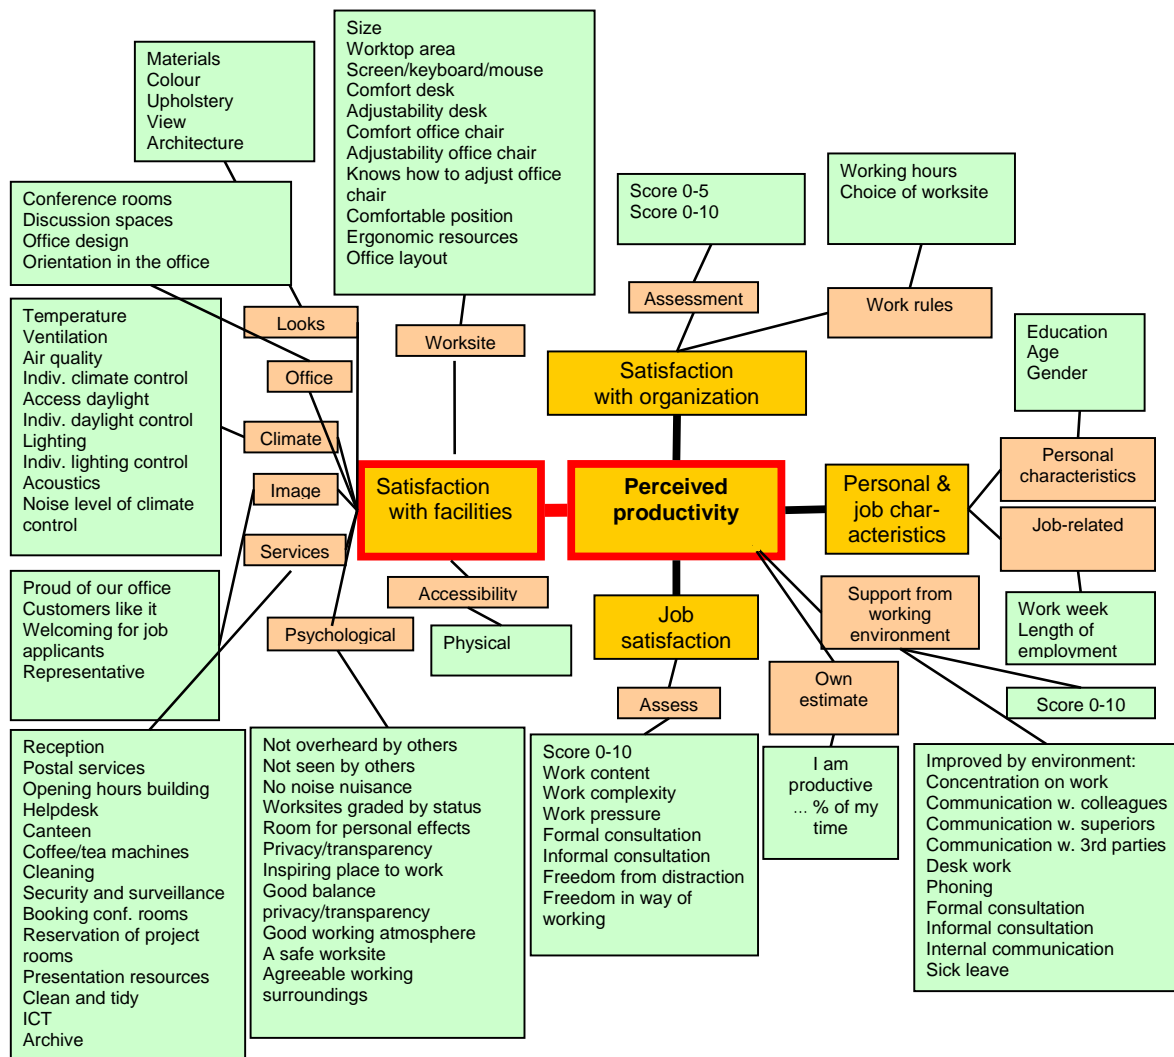 Size
Worktop area
Screen/keyboard/mouse
Comfort desk
Adjustability desk
Comfort office chair
Adjustability office chair
Knows how to adjust office
chair
Comfortable position
Ergonomic resources
Office layout
Materials
Colour
Upholstery
View
Architecture
Conference rooms
Discussion spaces
Office design
Orientation in the office
Score 0-5
Score 0-10
Working hours
Choice of worksite
Assessment
Work rules
Looks
Worksite
Office
Climate
Image
Services
Temperature
Ventilation
Air quality
Indiv. climate control
Access daylight
Indiv. daylight control
Lighting
Indiv. lighting control
Acoustics
Noise level of climate
control
Satisfaction
with organization
Education
Age
Gender
Personal
characteristics
Satisfaction
with facilities
Perceived
productivity
Personal &
job char-
acteristics
Job-related
Proud of our office
Customers like it
Welcoming for job
applicants
Representative
Psychological
Accessibility
Physical
Job
satisfaction
Support from
working
environment
Work week
Length of
employment
Own
estimate
Assess
Score 0-10
Reception
Postal services
Opening hours building
Helpdesk
Canteen
Coffee/tea machines
Cleaning
Security and surveillance
Booking conf. rooms
Reservation of project
rooms
Presentation resources
Clean and tidy
ICT
Archive
Not overheard by others
Not seen by others
No noise nuisance
Worksites graded by status
Room for personal effects
Privacy/transparency
Inspiring place to work
Good balance
privacy/transparency
Good working atmosphere
A safe worksite
Agreeable working
surroundings
Score 0-10
Work content
Work complexity
Work pressure
Formal consultation
Informal consultation
Freedom from distraction
Freedom in way of
working
I am
productive
... % of my
time
Improved by environment:
Concentration on work
Communication w. colleagues
Communication w. superiors
Communication w. 3rd parties
Desk work
Phoning
Formal consultation
Informal consultation
Internal communication
Sick leave